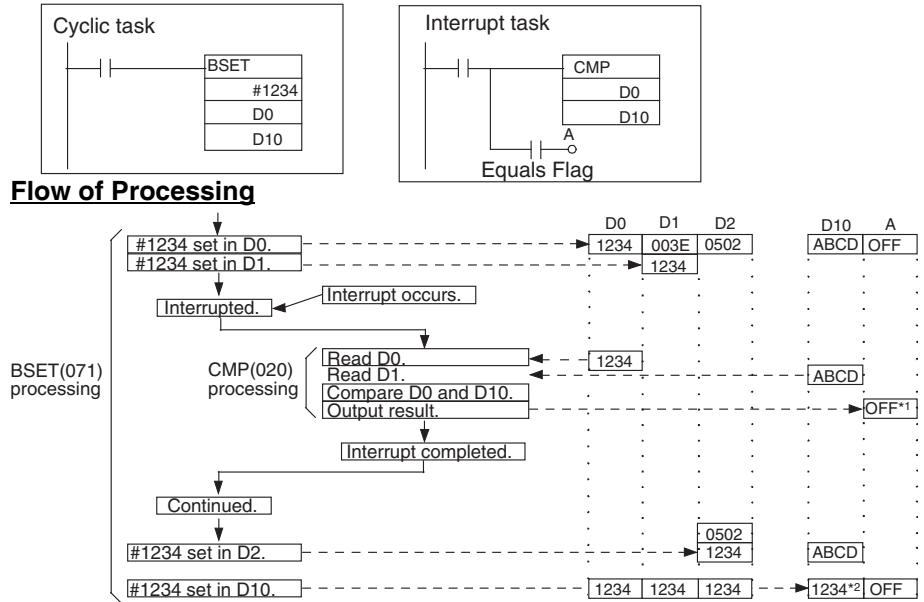 Cyclic task
BSET
#1234
D0
D10
Interrupt task
CMP
D0
D10
A
Equals Flag
Flow of Processing
D0 D1 D2 D10 A
#1234 set in D0. 1234 003E 0502 ABCD OFF
#1234 set in D1. 1234
Interrupted. Interrupt occurs.
BSET(071)
processing
CMP(020)
processing
Read D0. 1234
Read D1. ABCD
Compare D0 and D10.
Output result. OFF*1
Interrupt completed.
Continued.
0502
#1234 set in D2. 1234 ABCD
#1234 set in D10. 1234 1234 1234 1234*2 OFF